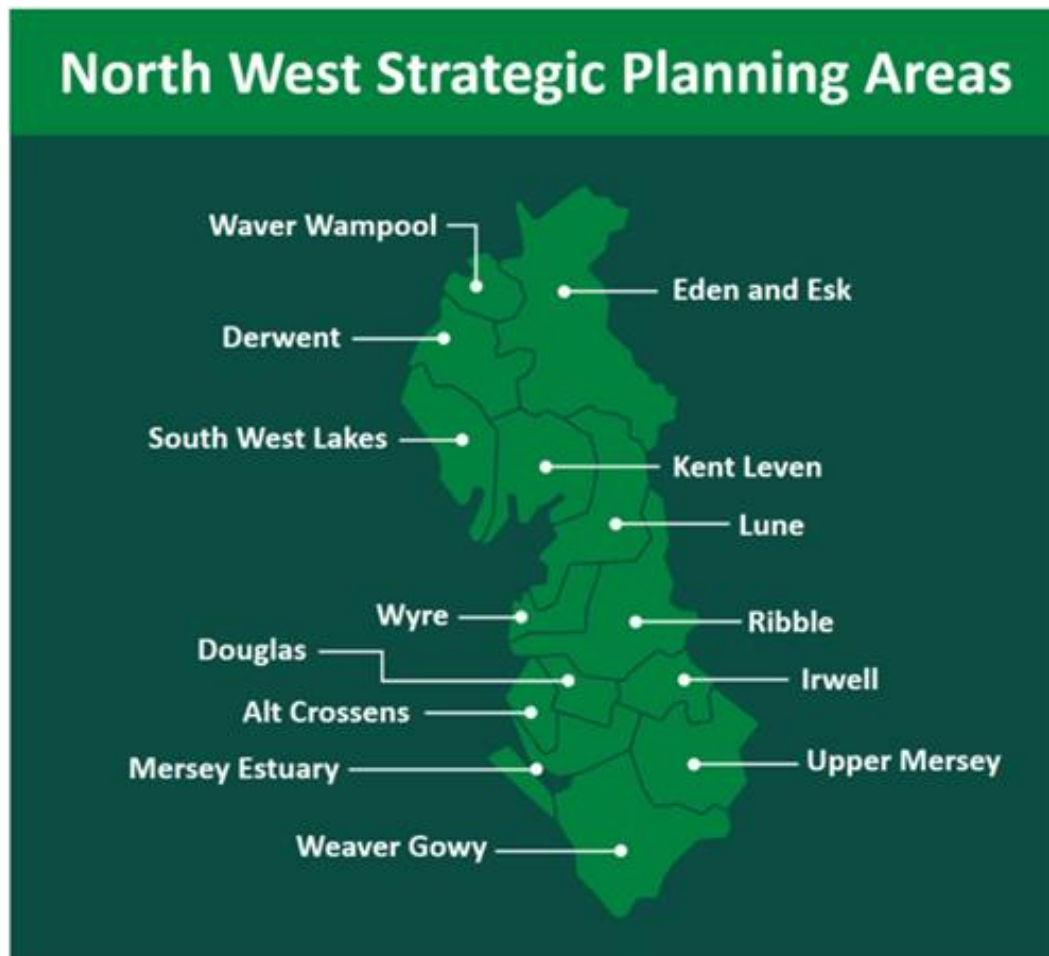 North West Strategic Planning Areas
Waver Wampool
Eden and Esk
Derwent
South West Lakes
Kent Leven
Lune
Wyre
Ribble
Douglas
Irwell
Alt Crossens
Mersey Estuary
Upper Mersey
Weaver Gowy